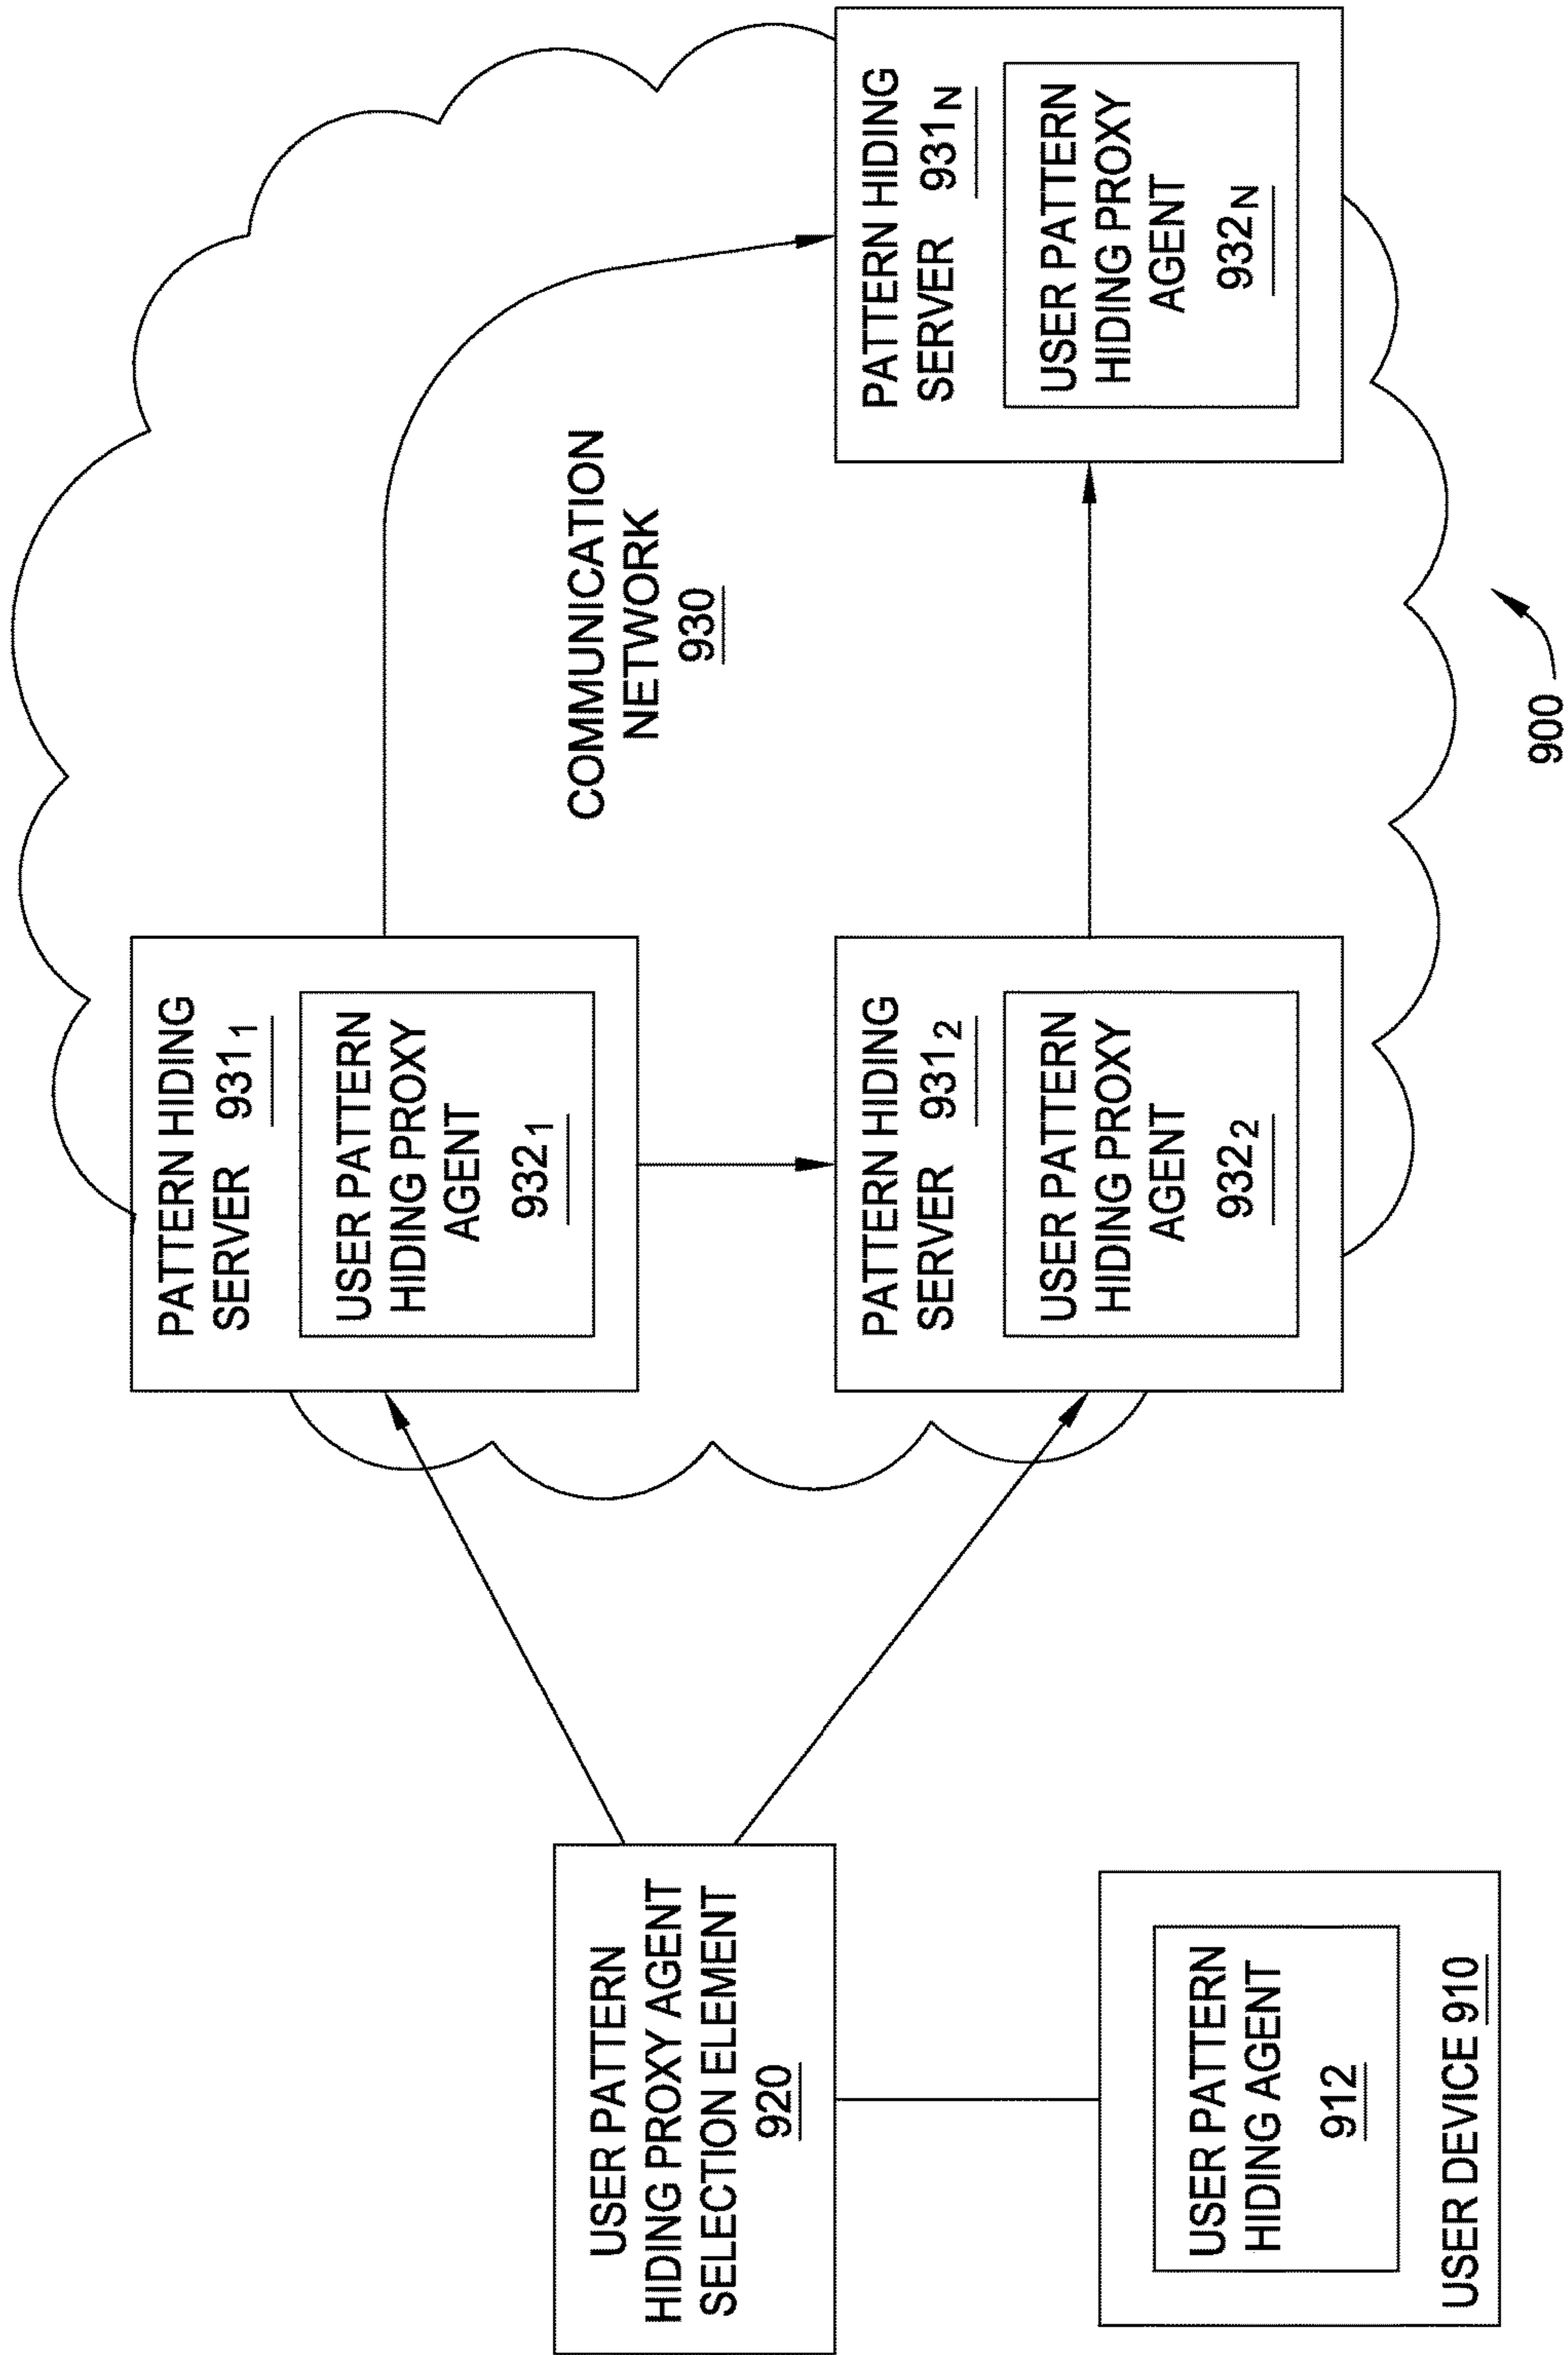 USER PATTERN
HIDING PROXY AGENT
SELECTION ELEMENT
920
USER PATTERN
HIDING AGENT
912
USER DEVICE 910
PATTERN HIDING
SERVER 931₁
USER PATTERN
HIDING PROXY
AGENT
932₁
PATTERN HIDING
SERVER 931₂
USER PATTERN
HIDING PROXY
AGENT
932₂
COMMUNICATION
NETWORK
930
PATTERN HIDING
SERVER 931N
USER PATTERN
HIDING PROXY
AGENT
932N
900